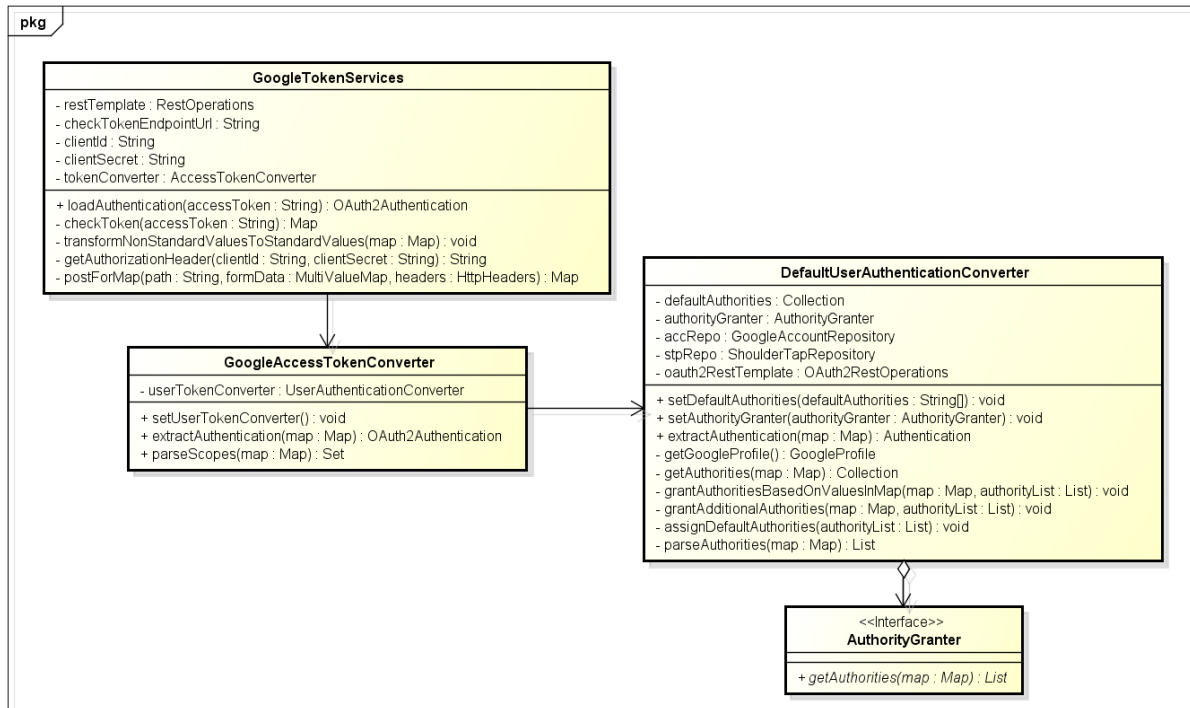 pkg
GoogleTokenServices
- restTemplate : RestOperations
- checkTokenEndpointUrl : String
- clientId : String
- clientSecret : String
- tokenConverter : AccessTokenConverter
+ loadAuthentication(accessToken : String) : OAuth2Authentication
- checkToken(accessToken : String) : Map
- transformNonStandardValuesToStandardValues(map : Map) : void
- getAuthorizationHeader(clientId : String, clientSecret : String) : String
- postForMap(path : String, formData : MultiValueMap, headers : HttpHeaders) : Map
GoogleAccessTokenConverter
- userTokenConverter : UserAuthenticationConverter
+ setUserTokenConverter() : void
+ extractAuthentication(map : Map) : OAuth2Authentication
+ parseScopes(map : Map) : Set
DefaultUserAuthenticationConverter
- defaultAuthorities : Collection
- authorityGranter : AuthorityGranter
- accRepo : GoogleAccountRepository
- stpRepo : ShoulderTapRepository
- oauth2RestTemplate : OAuth2RestOperations
+ setDefaultAuthorities(defaultAuthorities : String[]) : void
+ setAuthorityGranter(authorityGranter : AuthorityGranter) : void
+ extractAuthentication(map : Map) : Authentication
- getGoogleProfile() : GoogleProfile
- getAuthorities(map : Map) : Collection
- grantAuthoritiesBasedOnValuesInMap(map : Map, authorityList : List) : void
- grantAdditionalAuthorities(map : Map, authorityList : List) : void
- assignDefaultAuthorities(authorityList : List) : void
- parseAuthorities(map : Map) : List
<<Interface>>
AuthorityGranter
+ getAuthorities(map : Map) : List